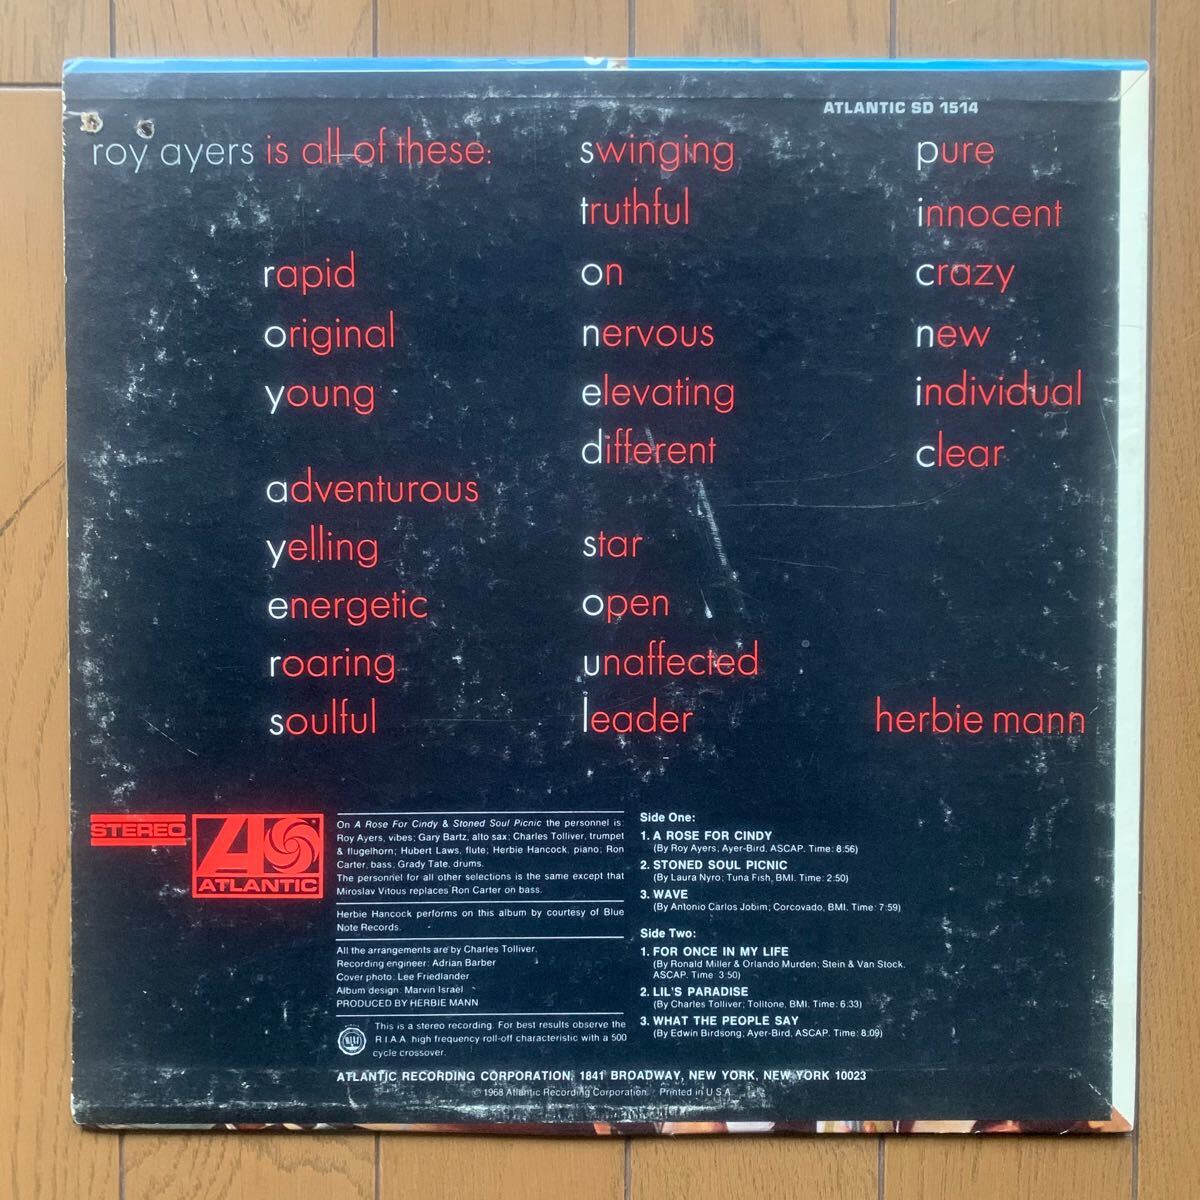 ATLANTIC SD 1514
roy ayers is all of these:
rapid
original
young
adventurous
yelling
energetic
roaring
soulful
swinging
truthful
on
nervous
elevating
different
star
open
unaffected
leader
pure
innocent
crazy
new
individual
clear
herbie mann
STEREO
ATLANTIC
On A Rose For Cindy & Stoned Soul Picnic the personnel is:
Roy Ayers, vibes; Gary Bartz, alto sax; Charles Tolliver, trumpet
& flugelhorn; Hubert Laws, flute; Herbie Hancock, piano; Ron
Carter, bass; Grady Tate, drums.
The personnel for all other selections is the same except that
Miroslav Vitous replaces Ron Carter on bass.
Herbie Hancock performs on this album by courtesy of Blue
Note Records.
All the arrangements are by Charles Tolliver.
Recording engineer: Adrian Barber
Cover photo: Lee Friedlander
Album design: Marvin Israel
PRODUCED BY HERBIE MANN
This is a stereo recording. For best results observe the
R.I.A.A. high frequency roll-off characteristic with a 500
cycle crossover.
Side One:
1. A ROSE FOR CINDY
(By Roy Ayers; Ayer-Bird, ASCAP. Time: 8:56)
2. STONED SOUL PICNIC
(By Laura Nyro; Tuna Fish, BMI. Time: 2:50)
3. WAVE
(By Antonio Carlos Jobim; Corcovado, BMI. Time: 7:59)
Side Two:
1. FOR ONCE IN MY LIFE
(By Ronald Miller & Orlando Murden; Stein & Van Stock,
ASCAP. Time: 3:50)
2. LIL'S PARADISE
(By Charles Tolliver; Tolltone, BMI. Time: 6:33)
3. WHAT THE PEOPLE SAY
(By Edwin Birdsong; Ayer-Bird, ASCAP. Time: 8:09)
ATLANTIC RECORDING CORPORATION, 1841 BROADWAY, NEW YORK, NEW YORK 10023
© 1968 Atlantic Recording Corporation Printed in U.S.A.